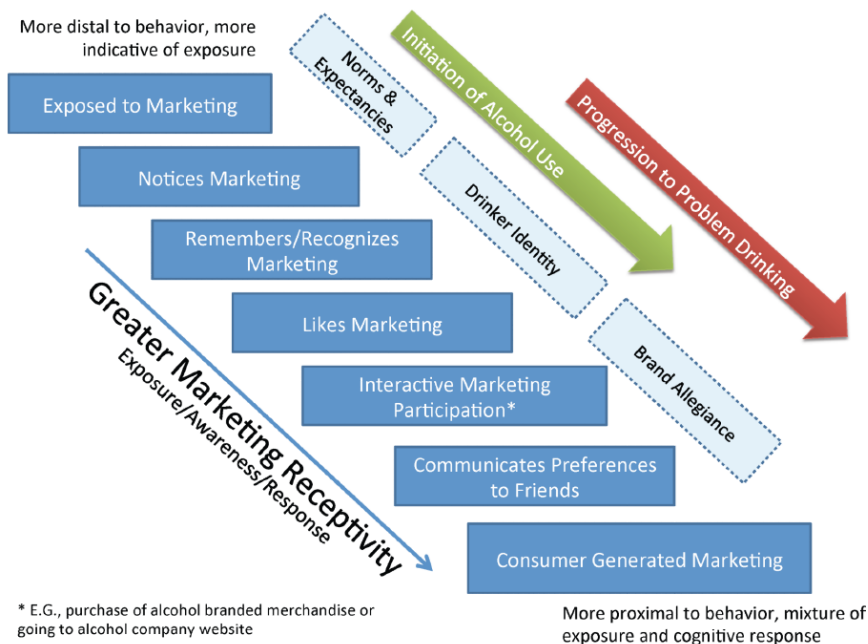 More distal to behavior, more
indicative of exposure
Exposed to Marketing
Notices Marketing
Remembers/Recognizes
Marketing
Likes Marketing
Interactive Marketing
Participation*
Communicates Preferences
to Friends
Consumer Generated Marketing
Norms &
Expectancies
Drinker Identity
Brand Allegiance
Initiation of Alcohol Use
Progression to Problem Drinking
Greater Marketing Receptivity
Exposure/Awareness/Response
* E.G., purchase of alcohol branded merchandise or
going to alcohol company website
More proximal to behavior, mixture of
exposure and cognitive response